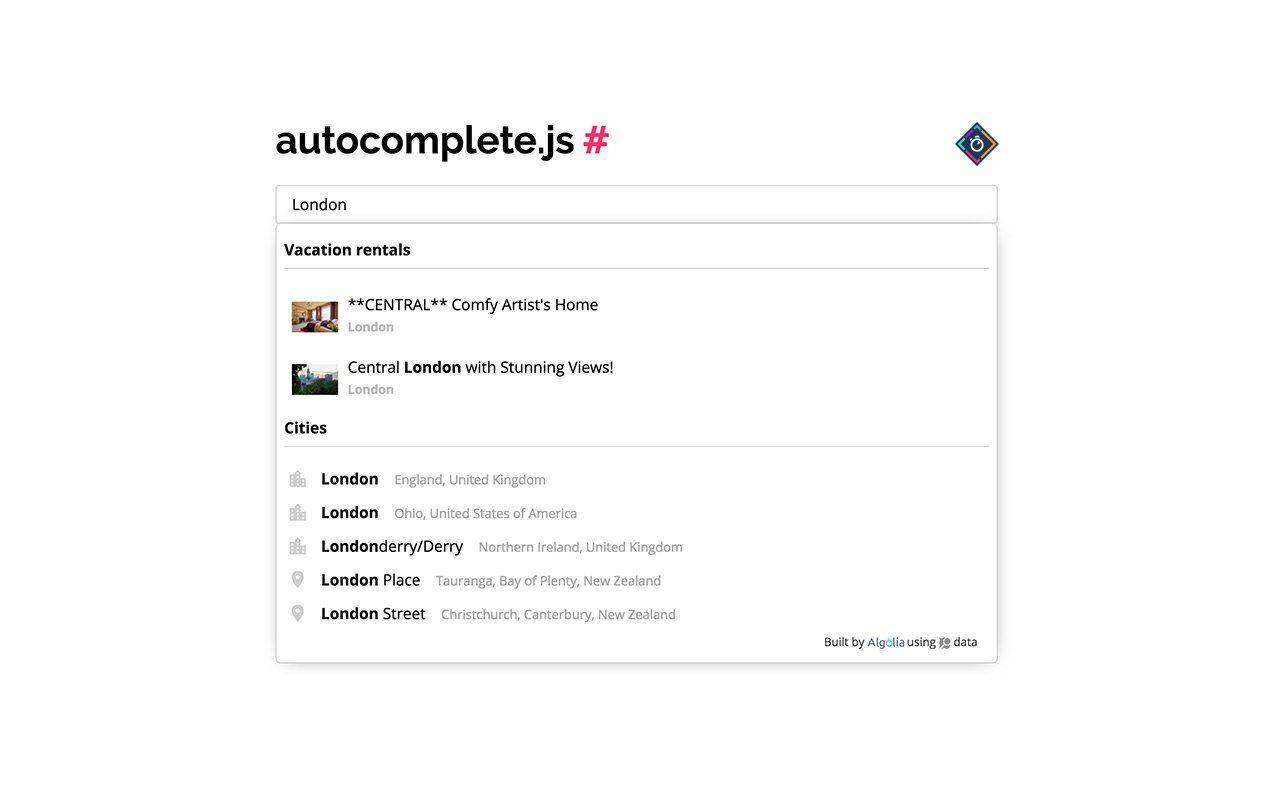 autocomplete.js #
London
Vacation rentals
**CENTRAL** Comfy Artist's Home
London
Central London with Stunning Views!
London
Cities
London England, United Kingdom
London Ohio, United States of America
Londonderry/Derry Northern Ireland, United Kingdom
London Place Tauranga, Bay of Plenty, New Zealand
London Street Christchurch, Canterbury, New Zealand
Built by Algolia using data